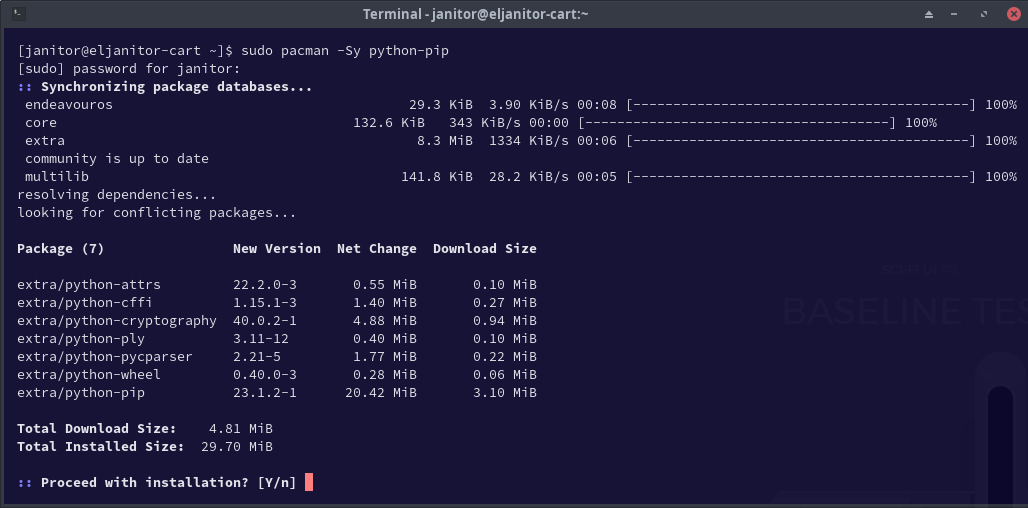 Terminal - janitor@eljanitor-cart:~
[janitor@eljanitor-cart ~]$ sudo pacman -Sy python-pip
[sudo] password for janitor:
:: Synchronizing package databases...
endeavouros 29.3 KiB 3.90 KiB/s 00:08 [------------------------------------------] 100%
core 132.6 KiB 343 KiB/s 00:00 [--------------------------------------] 100%
extra 8.3 MiB 1334 KiB/s 00:06 [------------------------------------------] 100%
community is up to date
multilib 141.8 KiB 28.2 KiB/s 00:05 [------------------------------------------] 100%
resolving dependencies...
looking for conflicting packages...
Package (7) New Version Net Change Download Size
extra/python-attrs 22.2.0-3 0.55 MiB 0.10 MiB
extra/python-cffi 1.15.1-3 1.40 MiB 0.27 MiB
extra/python-cryptography 40.0.2-1 4.88 MiB 0.94 MiB
extra/python-ply 3.11-12 0.40 MiB 0.10 MiB
extra/python-pycparser 2.21-5 1.77 MiB 0.22 MiB
extra/python-wheel 0.40.0-3 0.28 MiB 0.06 MiB
extra/python-pip 23.1.2-1 20.42 MiB 3.10 MiB
Total Download Size: 4.81 MiB
Total Installed Size: 29.70 MiB
:: Proceed with installation? [Y/n]
BASELINE TES